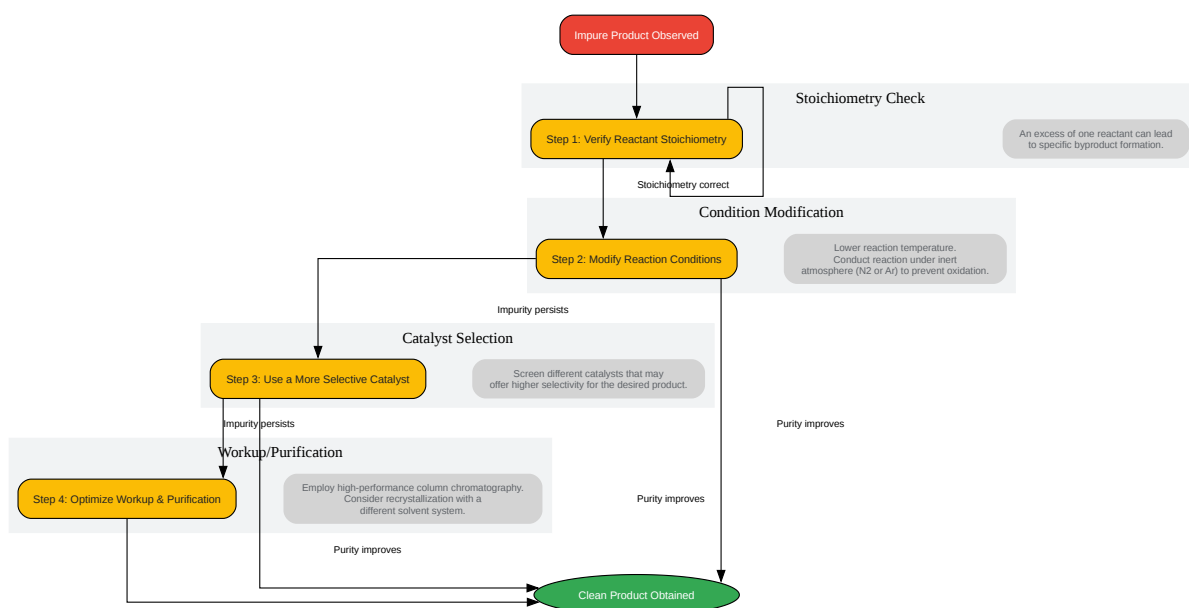 Impure Product Observed
Stoichiometry Check
Step 1: Verify Reactant Stoichiometry
An excess of one reactant can lead
to specific byproduct formation.
Stoichiometry correct
Condition Modification
Step 2: Modify Reaction Conditions
Lower reaction temperature.
Conduct reaction under inert
atmosphere (N2 or Ar) to prevent oxidation.
Impurity persists
Catalyst Selection
Step 3: Use a More Selective Catalyst
Screen different catalysts that may
offer higher selectivity for the desired product.
Impurity persists
Purity improves
Workup/Purification
Step 4: Optimize Workup & Purification
Employ high-performance column chromatography.
Consider recrystallization with a
different solvent system.
Purity improves
Purity improves
Clean Product Obtained